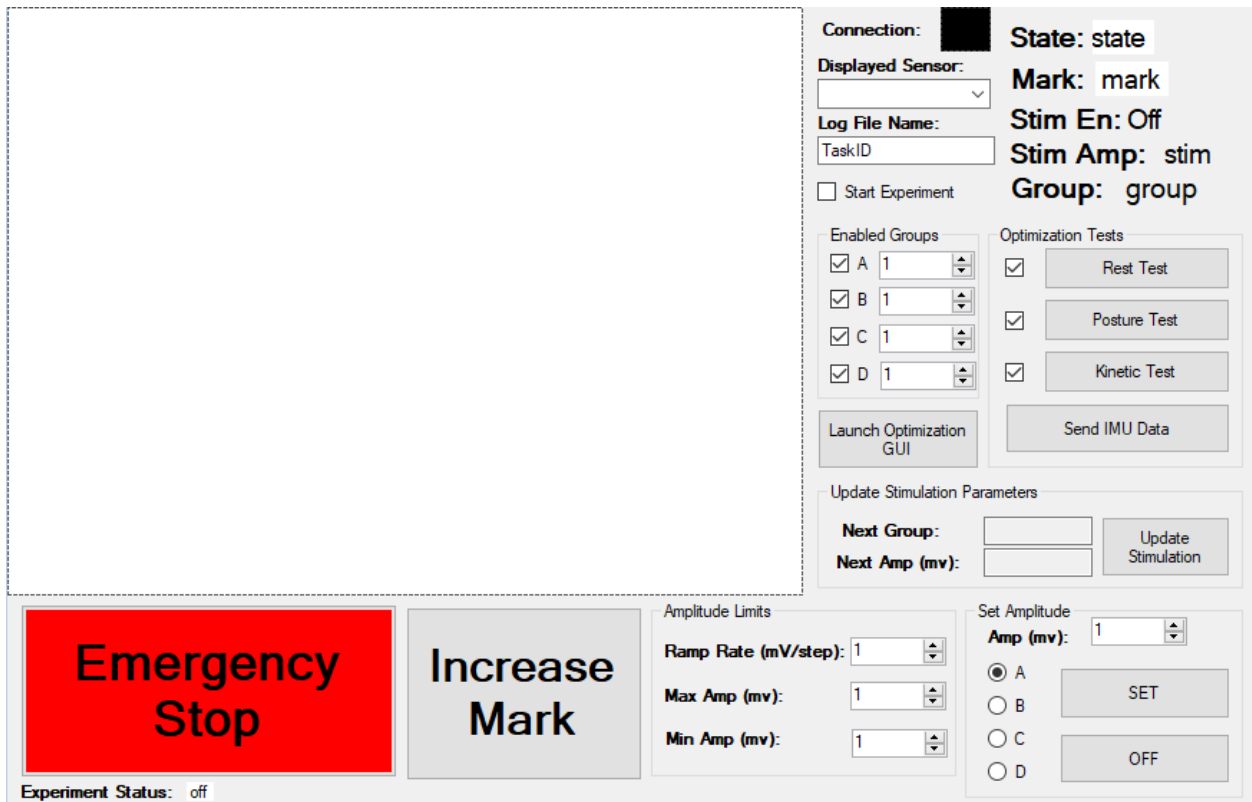 Connection:
State: state
Displayed Sensor:
Mark: mark
Log File Name:
TaskID
Stim En: Off
Stim Amp: stim
Start Experiment
Group: group
Enabled Groups
A 1
B 1
C 1
D 1
Launch Optimization
GUI
Optimization Tests
Rest Test
Posture Test
Kinetic Test
Send IMU Data
Update Stimulation Parameters
Next Group:
Next Amp (mv):
Update
Stimulation
Emergency
Stop
Increase
Mark
Amplitude Limits
Ramp Rate (mV/step): 1
Max Amp (mv): 1
Min Amp (mv): 1
Set Amplitude
Amp (mv): 1
A
B
C
D
SET
OFF
Experiment Status: off